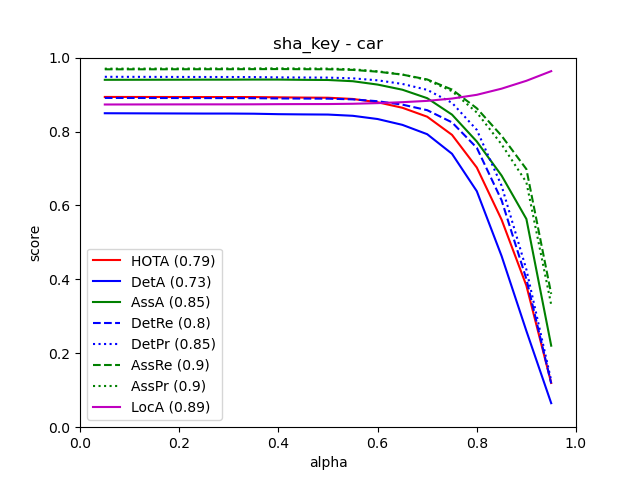 sha_key - car
score
1.0
0.8
0.6
0.4
0.2
0.0
HOTA (0.79)
DetA (0.73)
AssA (0.85)
DetRe (0.8)
DetPr (0.85)
AssRe (0.9)
AssPr (0.9)
LocA (0.89)
0.0 0.2 0.4 0.6 0.8 1.0
alpha